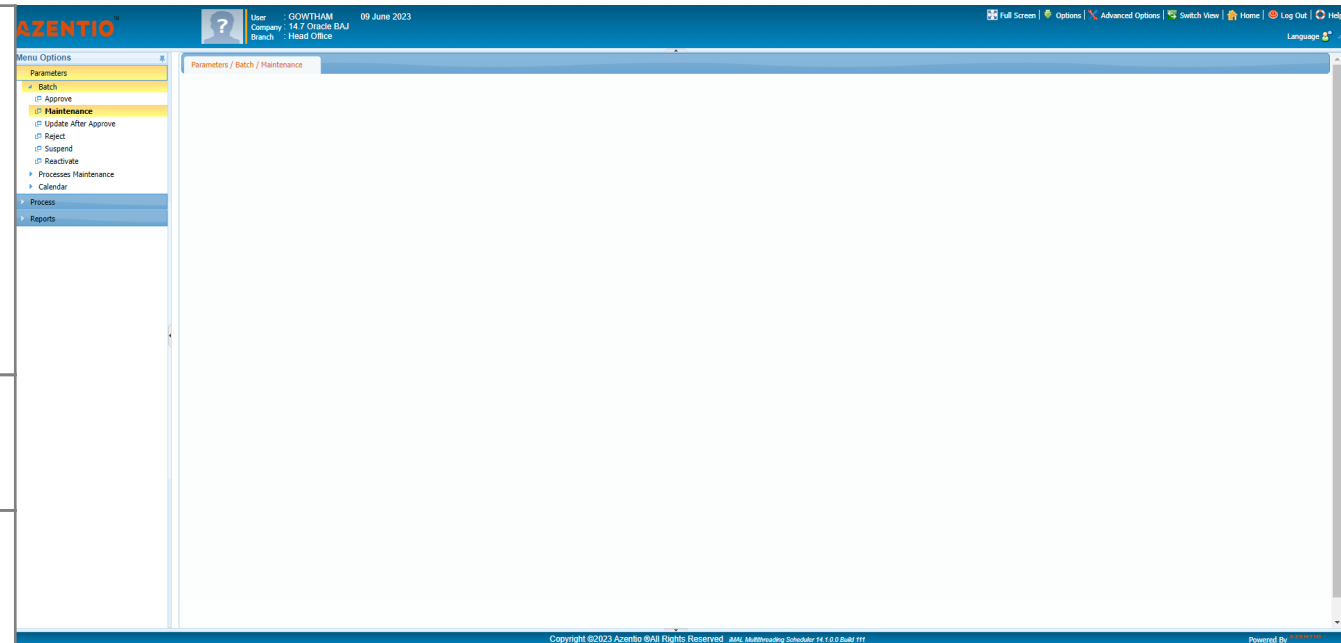 AZENTIO™
User : GOWTHAM 09 June 2023
Company : 14.7 Oracle BAJ
Branch : Head Office
Full Screen | Options | Advanced Options | Switch View | Home | Log Out | Help
Language
Menu Options
Parameters
Batch
Approve
Maintenance
Update After Approve
Reject
Suspend
Reactivate
Processes Maintenance
Calendar
Process
Reports
Parameters / Batch / Maintenance
Copyright ©2023 Azentio ®All Rights Reserved iMAL Multithreading Scheduler 14.1.0.0 Build 111
Powered By AZENTIO